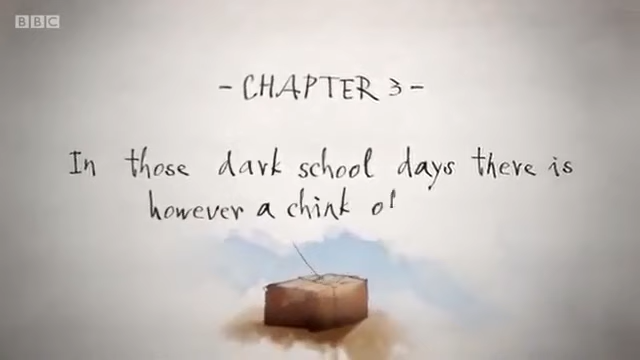 BBC
- CHAPTER 3 -
In those dark school days there is
however a chink of